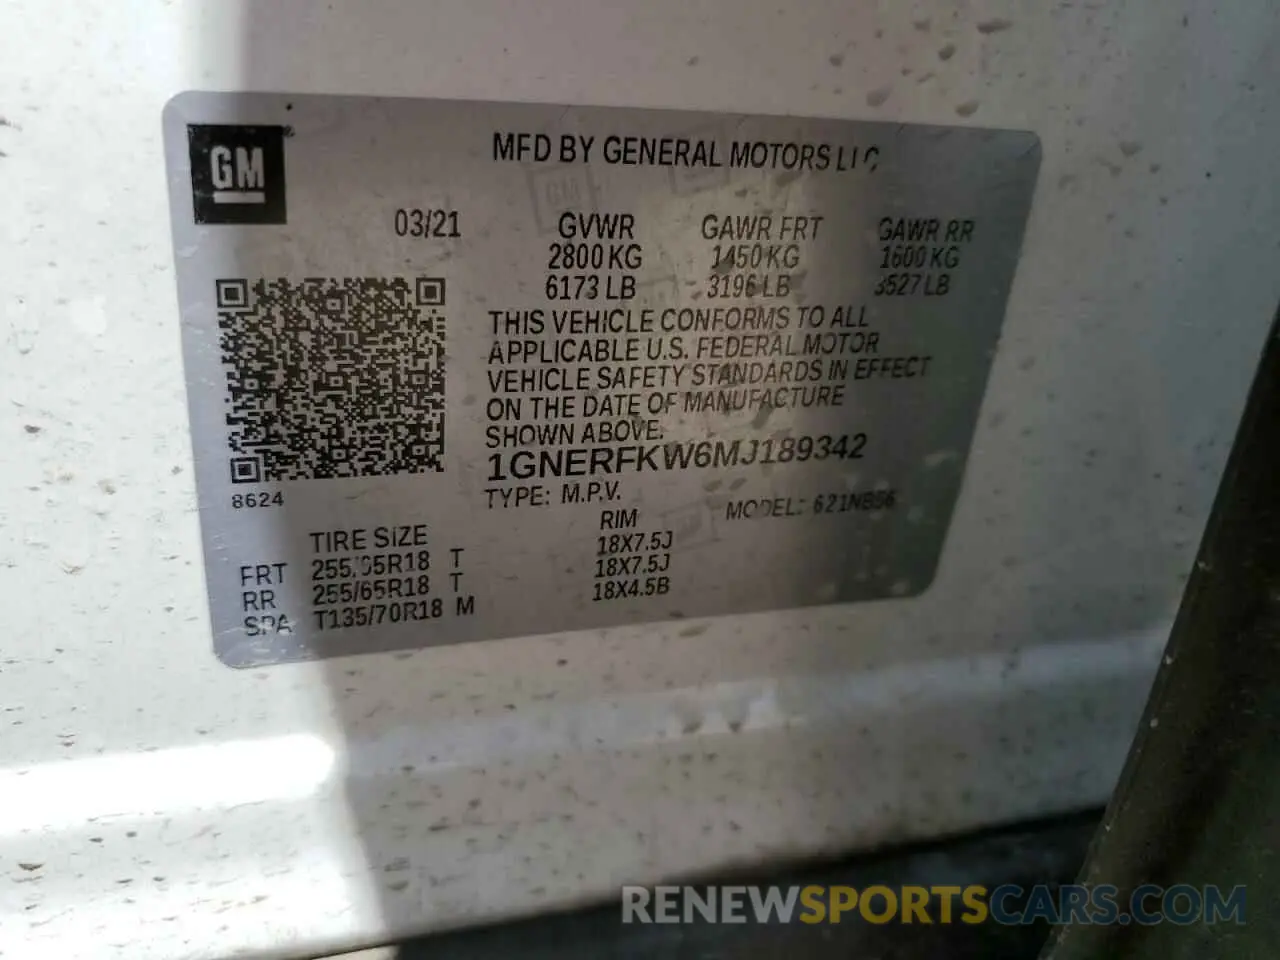 GM
MFD BY GENERAL MOTORS LLC
03/21 GVWR GAWR FRT GAWR RR
2800 KG 1450 KG 1600 KG
6173 LB 3196 LB 3527 LB
THIS VEHICLE CONFORMS TO ALL
APPLICABLE U.S. FEDERAL MOTOR
VEHICLE SAFETY STANDARDS IN EFFECT
ON THE DATE OF MANUFACTURE
SHOWN ABOVE.
1GNERFKW6MJ189342
8624
TYPE: M.P.V. MODEL: 621NB56
TIRE SIZE RIM
FRT 255/65R18 T 18X7.5J
RR 255/65R18 T 18X7.5J
SPA T135/70R18 M 18X4.5B
RENEWSPORTSCARS.COM